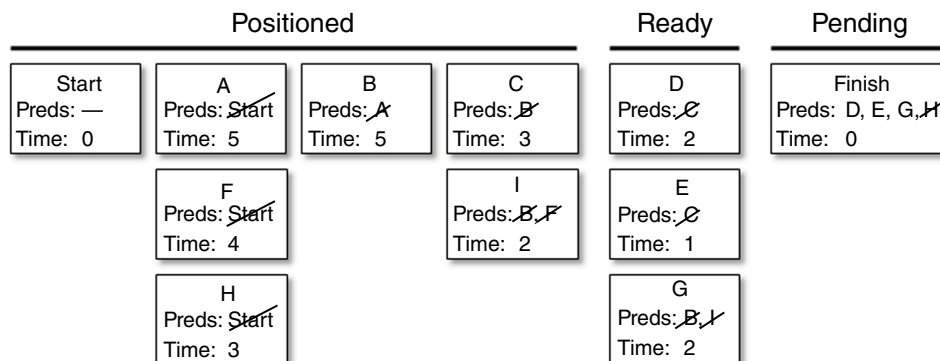 Positioned
Ready
Pending
Start
Preds: —
Time: 0
A
Preds: Start
Time: 5
B
Preds: A
Time: 5
C
Preds: B
Time: 3
D
Preds: C
Time: 2
Finish
Preds: D, E, G, H
Time: 0
F
Preds: Start
Time: 4
I
Preds: B, F
Time: 2
E
Preds: C
Time: 1
H
Preds: Start
Time: 3
G
Preds: B, I
Time: 2